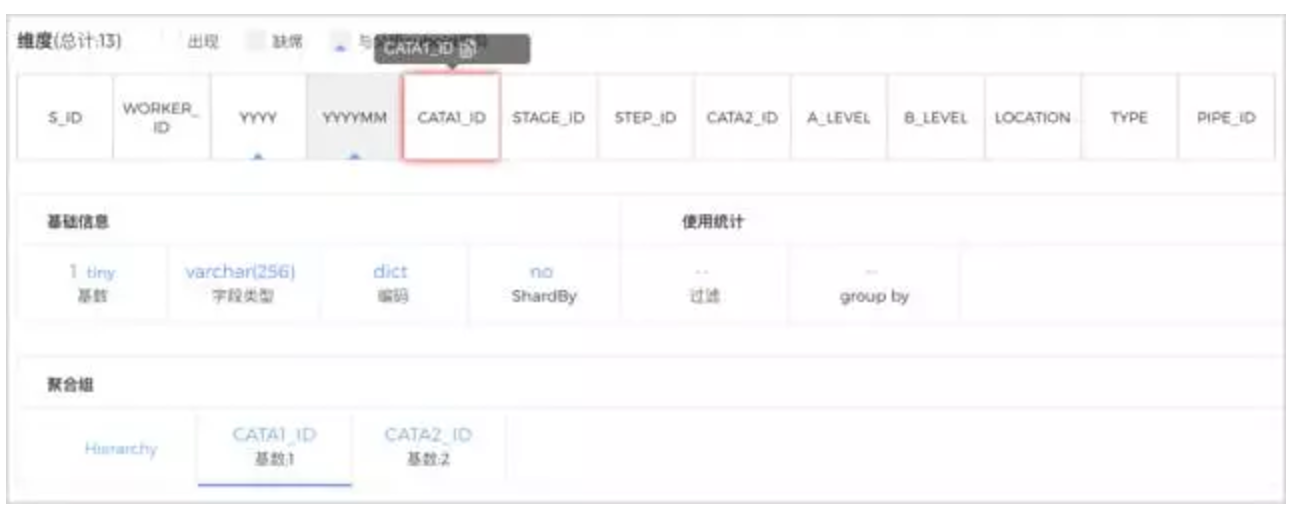 维度(总计:13) 出现 缺席 与
CATA1_ID
S_ID WORKER_ID YYYY YYYYMM CATA1_ID STAGE_ID STEP_ID CATA2_ID A_LEVEL B_LEVEL LOCATION TYPE PIPE_ID
基础信息 使用统计
1 tiny varchar(256) dict no -- --
基数 字段类型 编码 ShardBy 过滤 group by
聚合组
Hierarchy CATA1_ID CATA2_ID
基数:1 基数:2